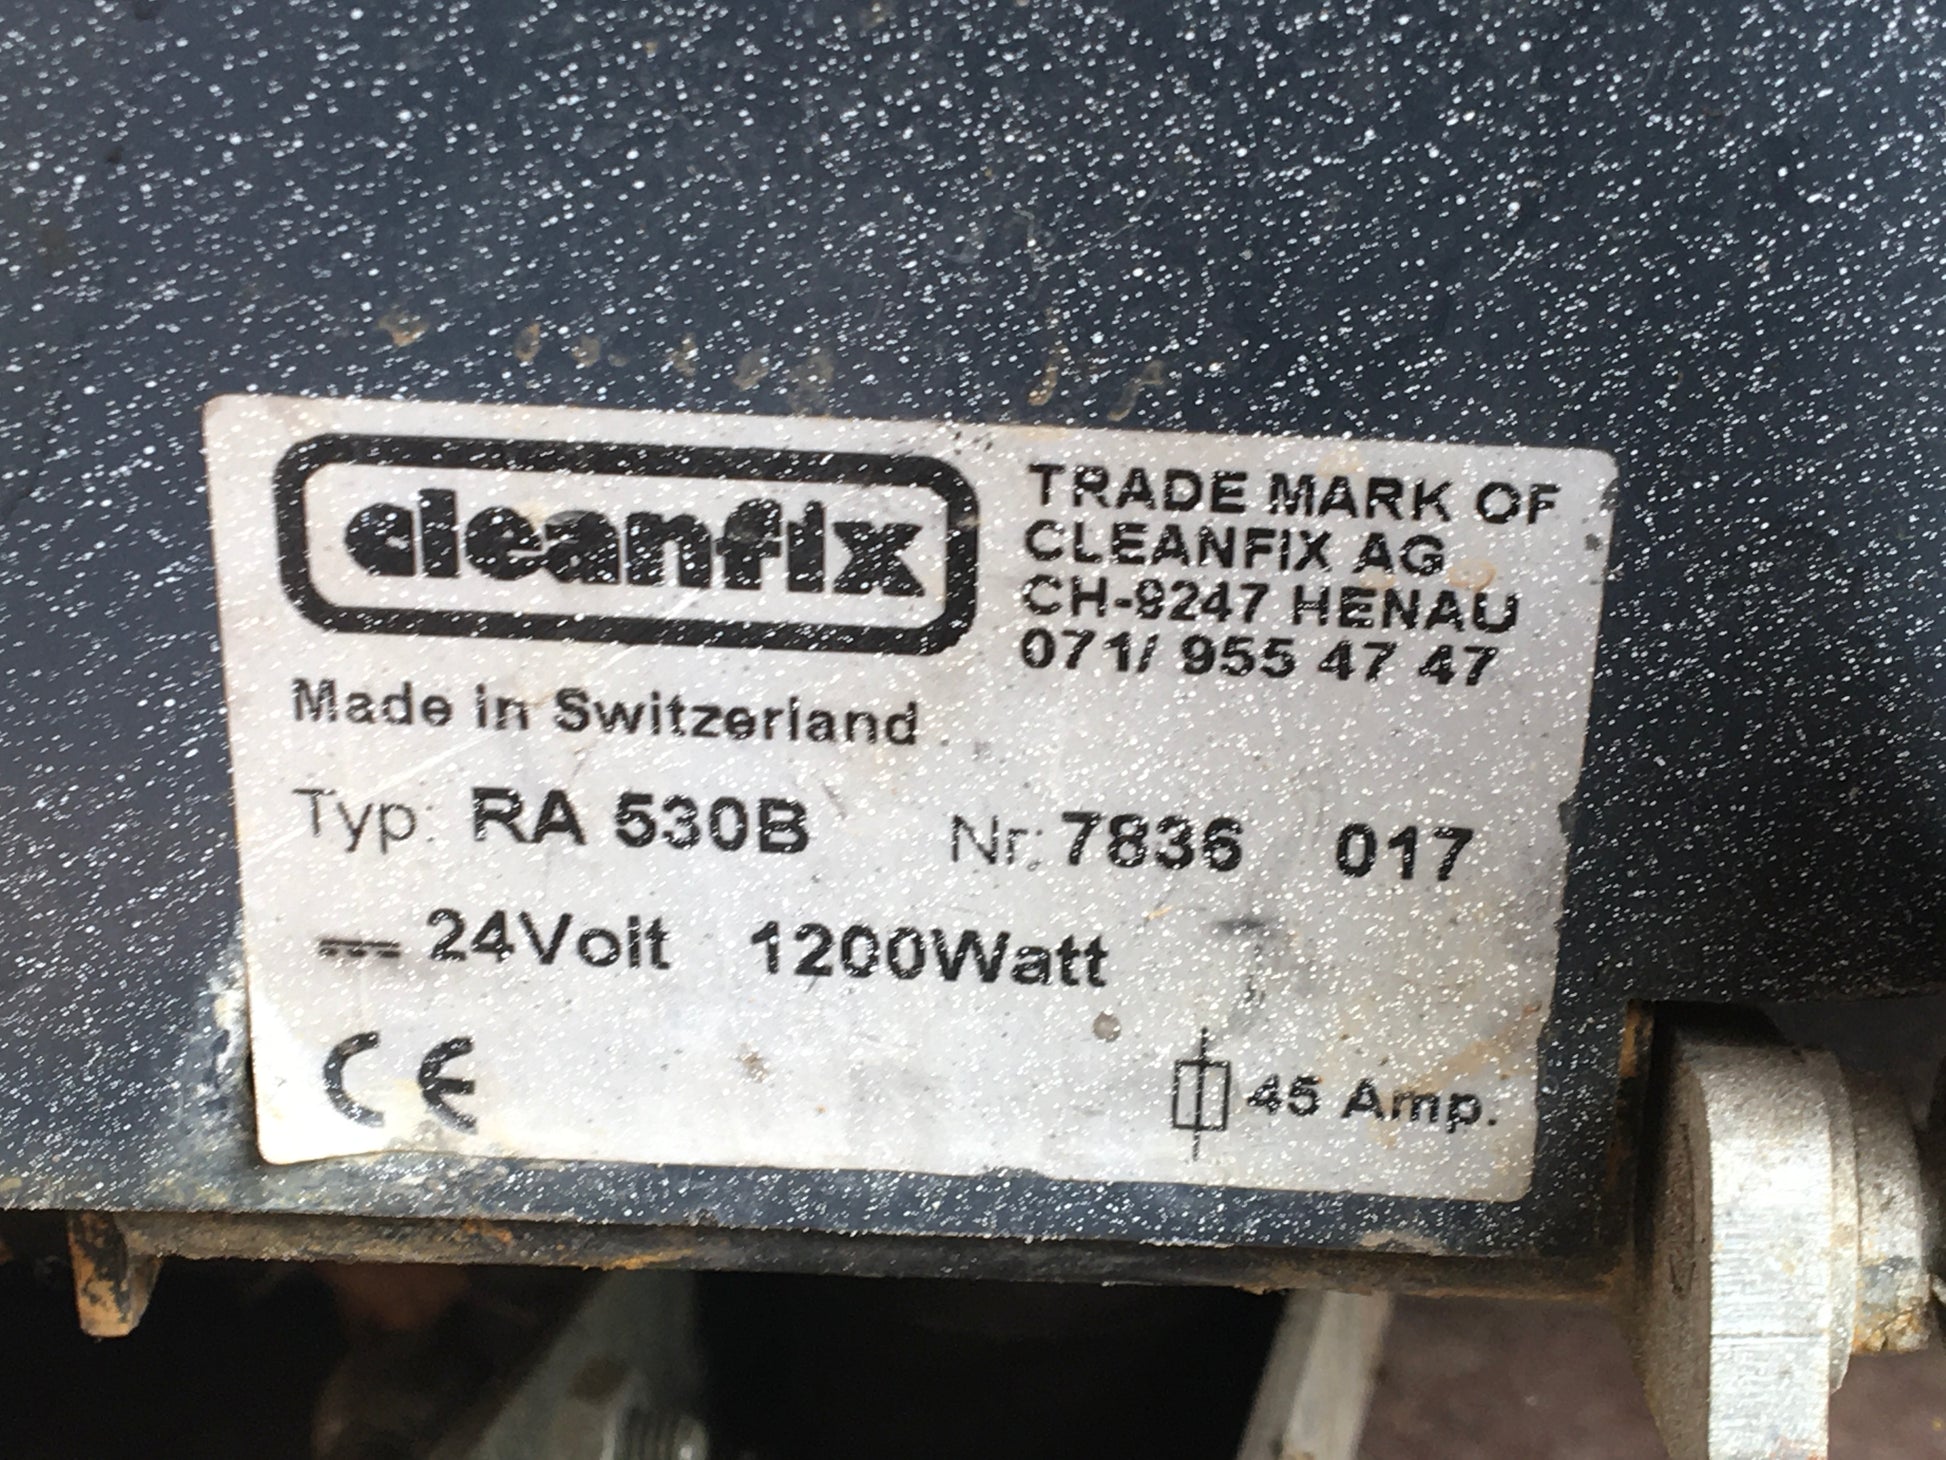 cleanfix
TRADE MARK OF
CLEANFIX AG
CH-9247 HENAU
071/ 955 47 47
Made in Switzerland
Typ: RA 530B Nr: 7836 017
24Volt 1200Watt
CE
45 Amp.